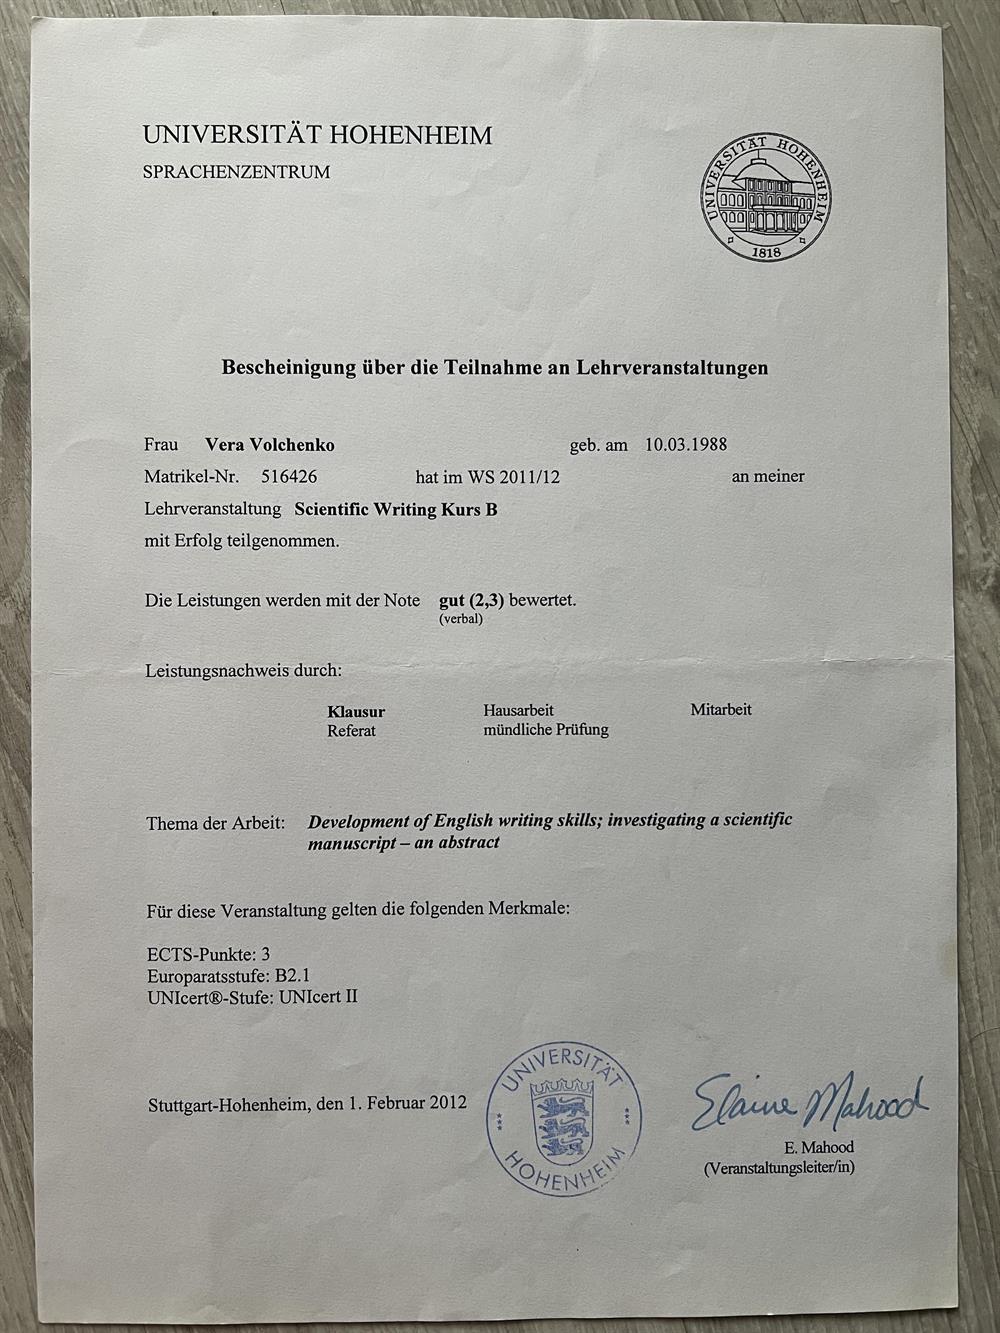 UNIVERSITÄT HOHENHEIM
SPRACHENZENTRUM
UNIVERSITÄT HOHENHEIM
1818
Bescheinigung über die Teilnahme an Lehrveranstaltungen
Frau Vera Volchenko geb. am 10.03.1988
Matrikel-Nr. 516426 hat im WS 2011/12 an meiner
Lehrveranstaltung Scientific Writing Kurs B
mit Erfolg teilgenommen.
Die Leistungen werden mit der Note gut (2,3) bewertet.
(verbal)
Leistungsnachweis durch:
Klausur Hausarbeit Mitarbeit
Referat mündliche Prüfung
Thema der Arbeit: Development of English writing skills; investigating a scientific
manuscript – an abstract
Für diese Veranstaltung gelten die folgenden Merkmale:
ECTS-Punkte: 3
Europaratsstufe: B2.1
UNIcert®-Stufe: UNIcert II
UNIVERSITÄT
HOHENHEIM
Stuttgart-Hohenheim, den 1. Februar 2012
Elaine Mahood
E. Mahood
(Veranstaltungsleiter/in)